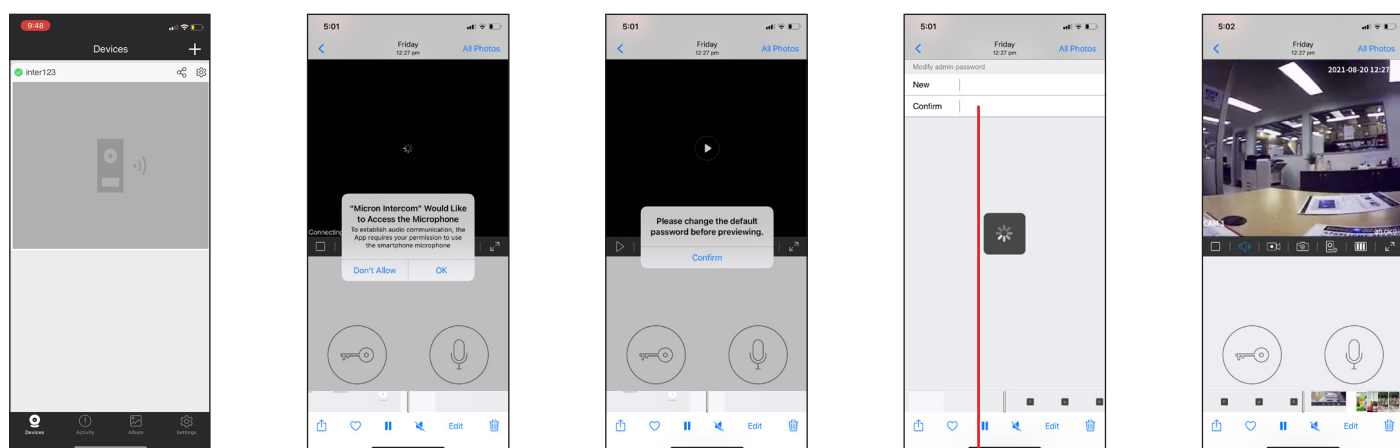 9:48
Devices
inter123
Devices
Activity
Album
Settings
5:01
Friday
12:27 pm
All Photos
"Micron Intercom" Would Like
to Access the Microphone
To establish audio communication, the
App requires your permission to use
the smartphone microphone
Connecting
Don't Allow
OK
Edit
5:01
Friday
12:27 pm
All Photos
Please change the default
password before previewing.
Confirm
Edit
5:01
Friday
12:27 pm
All Photos
Modify admin password
New
Confirm
Edit
5:02
Friday
12:27 pm
All Photos
2021-08-20 12:27
CAM 1
Edit